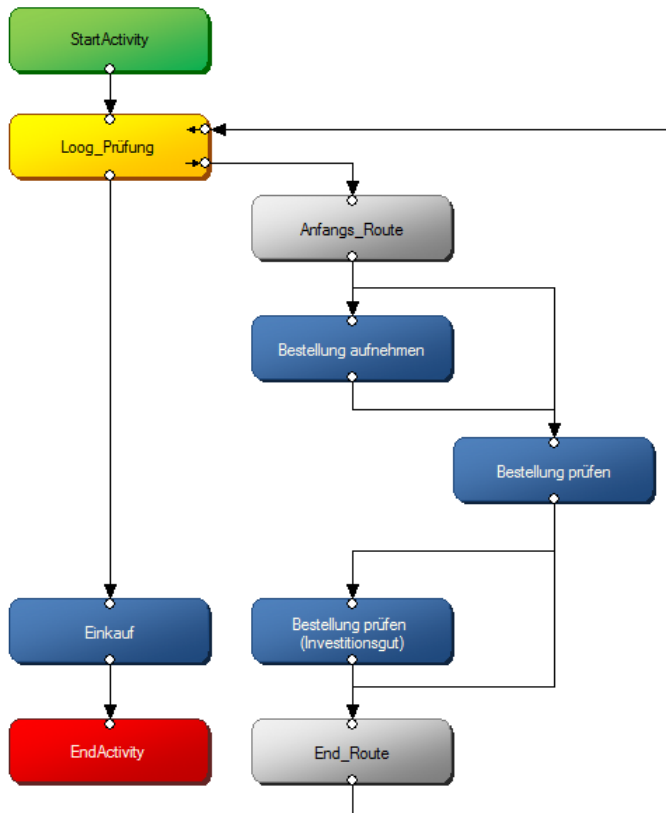 StartActivity
Loog_Prüfung
Anfangs_Route
Bestellung aufnehmen
Bestellung prüfen
Einkauf
Bestellung prüfen
(Investitionsgut)
EndActivity
End_Route